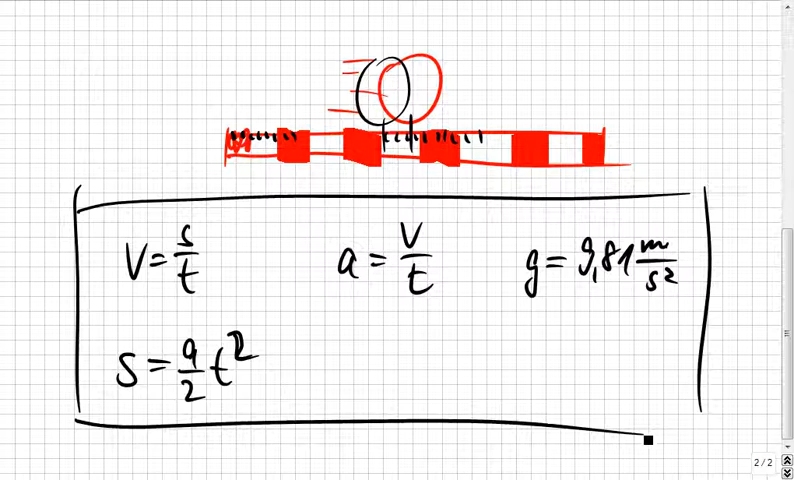 V = s/t
a = V/t
g = 9,81 m/s²
s = a/2 t²
2 / 2